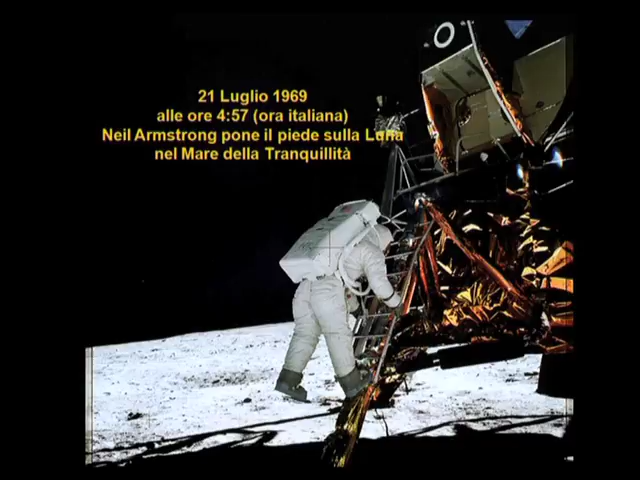 21 Luglio 1969
alle ore 4:57 (ora italiana)
Neil Armstrong pone il piede sulla Luna
nel Mare della Tranquillità